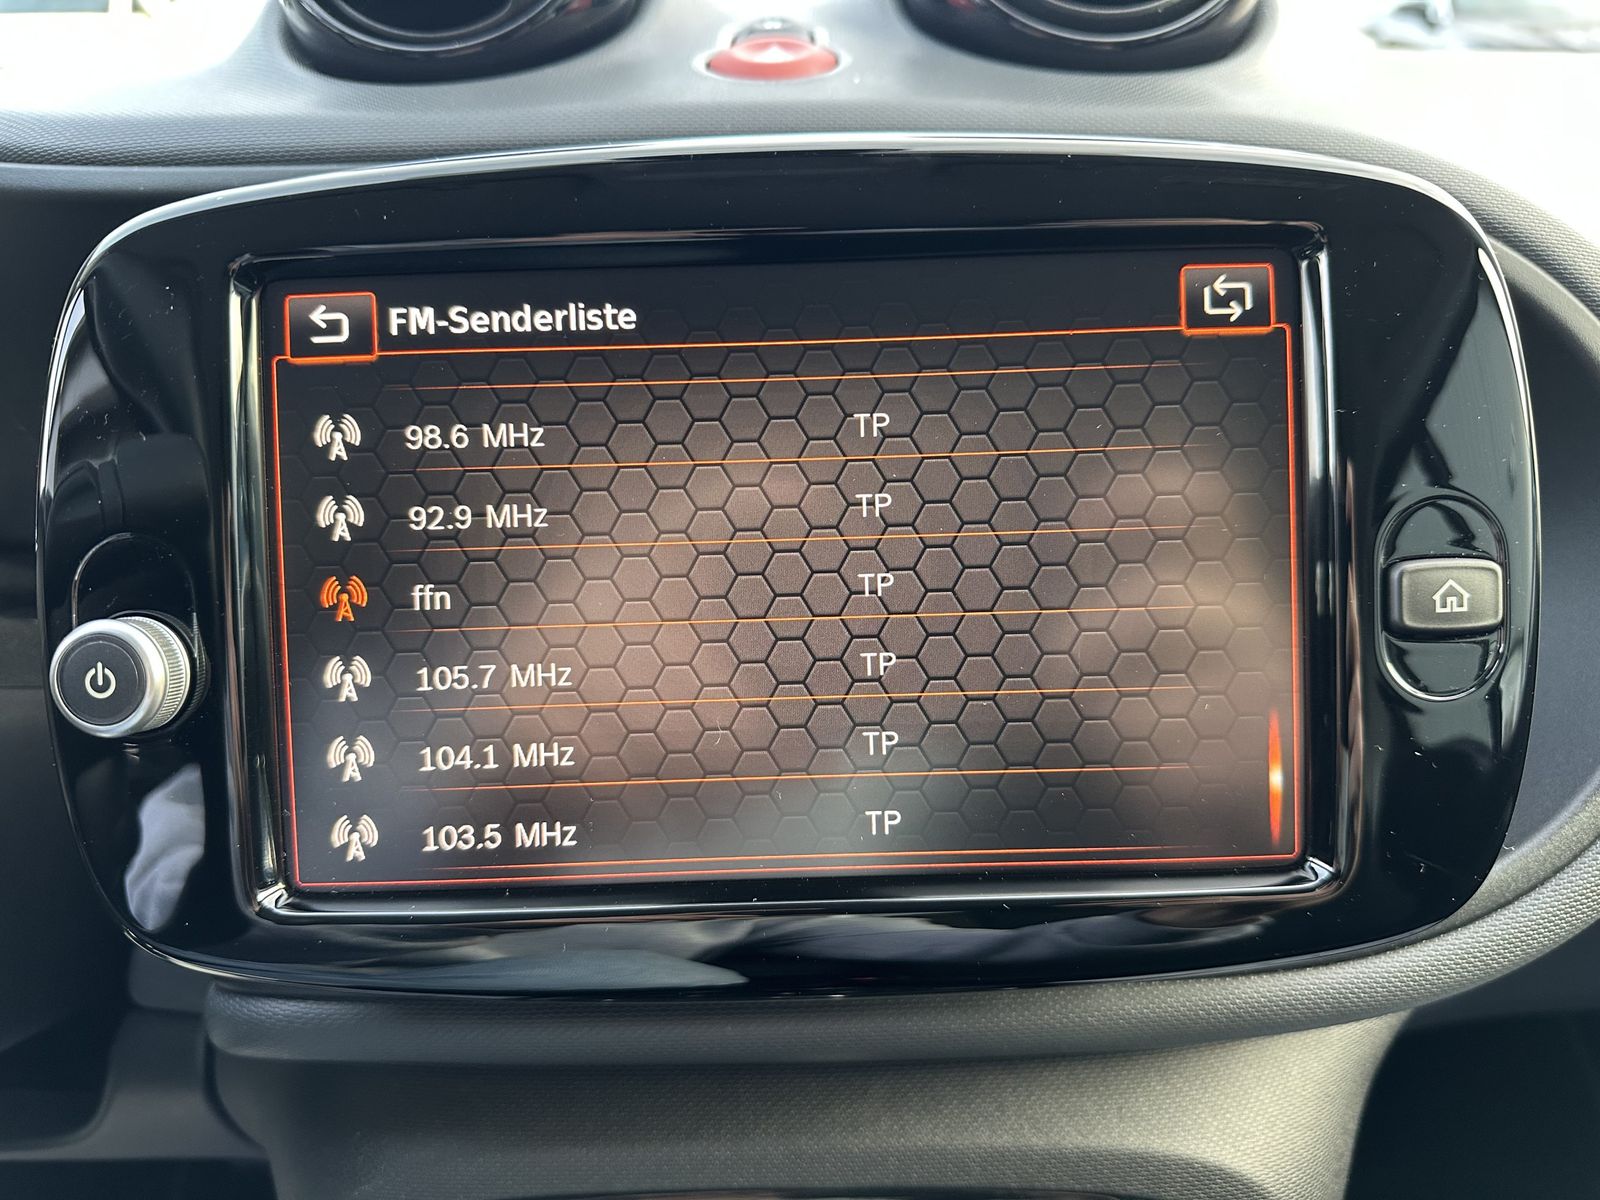 FM-Senderliste
98.6 MHz TP
92.9 MHz TP
ffn TP
105.7 MHz TP
104.1 MHz TP
103.5 MHz TP